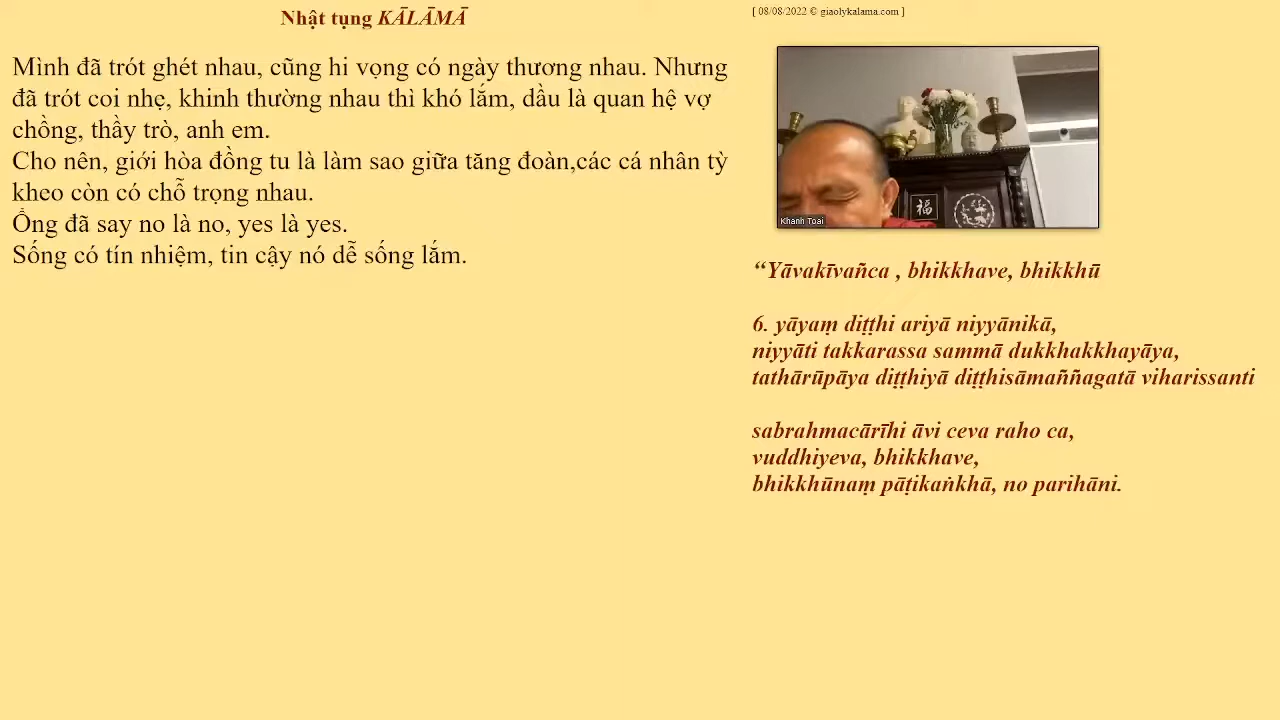 Nhật tụng KĀLĀMĀ
Mình đã trót ghét nhau, cũng hi vọng có ngày thương nhau. Nhưng
đã trót coi nhẹ, khinh thường nhau thì khó lắm, dầu là quan hệ vợ
chồng, thầy trò, anh em.
Cho nên, giới hòa đồng tu là làm sao giữa tăng đoàn,các cá nhân tỳ
kheo còn có chỗ trọng nhau.
Ổng đã say no là no, yes là yes.
Sống có tín nhiệm, tin cậy nó dễ sống lắm.
[ 08/08/2022 © giaolykalama.com ]
福
Khanh Toai
“Yāvakīvañca , bhikkhave, bhikkhū
6. yāyaṃ diṭṭhi ariyā niyyānikā,
niyyāti takkarassa sammā dukkhakkhayāya,
tathārūpāya diṭṭhiyā diṭṭhisāmaññagatā viharissanti
sabrahmacārīhi āvi ceva raho ca,
vuddhiyeva, bhikkhave,
bhikkhūnaṃ pāṭikaṅkhā, no parihāni.